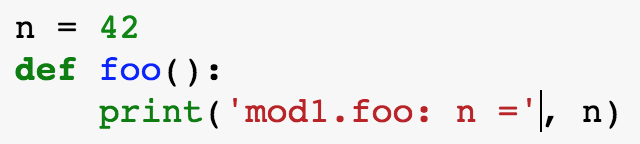 n = 42
def foo():
    print('mod1.foo: n =', n)